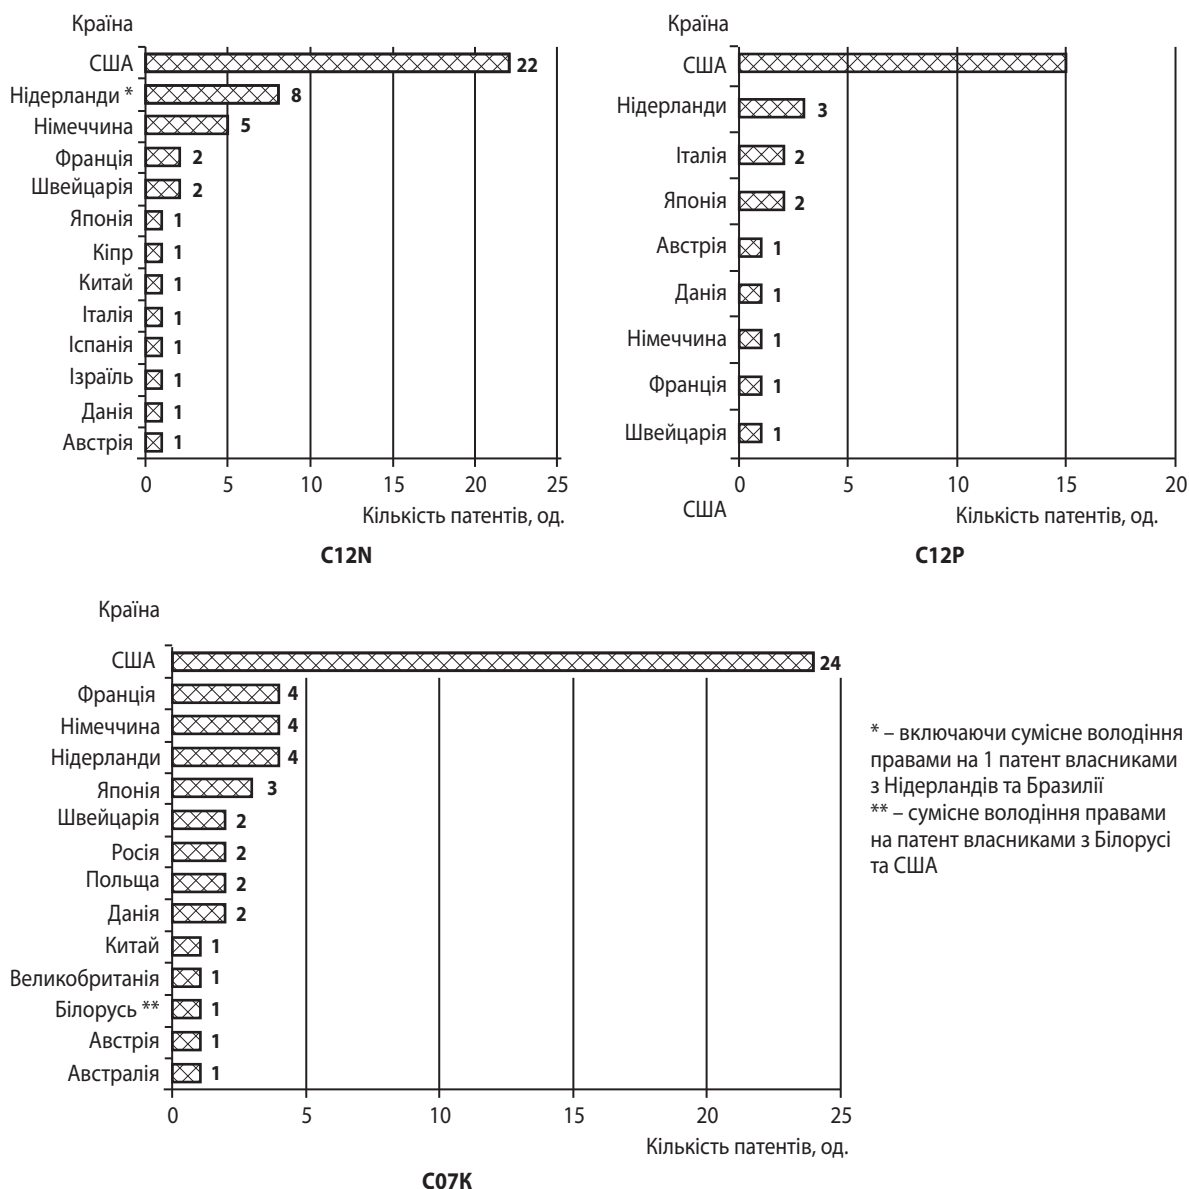 Країна
США
22
Нідерланди *
8
Німеччина
5
Франція
2
Швейцарія
2
Японія
1
Кіпр
1
Китай
1
Італія
1
Іспанія
1
Ізраїль
1
Данія
1
Австрія
1
0 5 10 15 20 25
Кількість патентів, од.
C12N
Країна
США
Нідерланди
3
Італія
2
Японія
2
Австрія
1
Данія
1
Німеччина
1
Франція
1
Швейцарія
1
0 5 10 15 20
США
Кількість патентів, од.
C12P
Країна
США
24
Франція
4
Німеччина
4
Нідерланди
4
Японія
3
Швейцарія
2
Росія
2
Польща
2
Данія
2
Китай
1
Великобританія
1
Білорусь **
1
Австрія
1
Австралія
1
0 5 10 15 20 25
Кількість патентів, од.
C07K
* – включаючи сумісне володіння
правами на 1 патент власниками
з Нідерландів та Бразилії
** – сумісне володіння правами
на патент власниками з Білорусі
та США